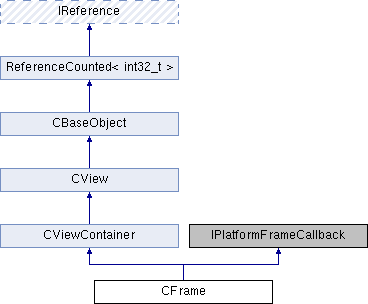 IReference
ReferenceCounted< int32_t >
CBaseObject
CView
CViewContainer
IPlatformFrameCallback
CFrame